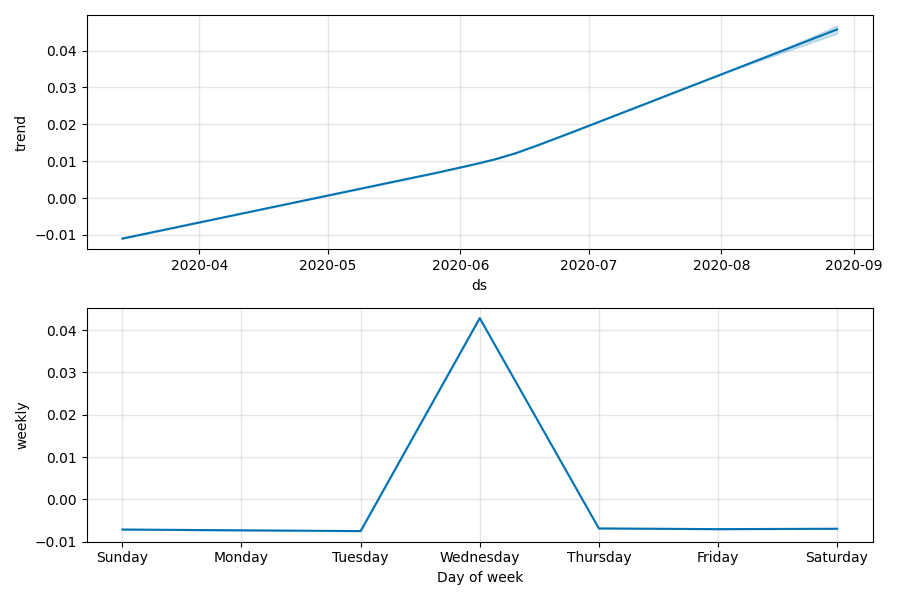 trend
0.04
0.03
0.02
0.01
0.00
−0.01
2020-04 2020-05 2020-06 2020-07 2020-08 2020-09
ds
weekly
0.04
0.03
0.02
0.01
0.00
−0.01
Sunday Monday Tuesday Wednesday Thursday Friday Saturday
Day of week